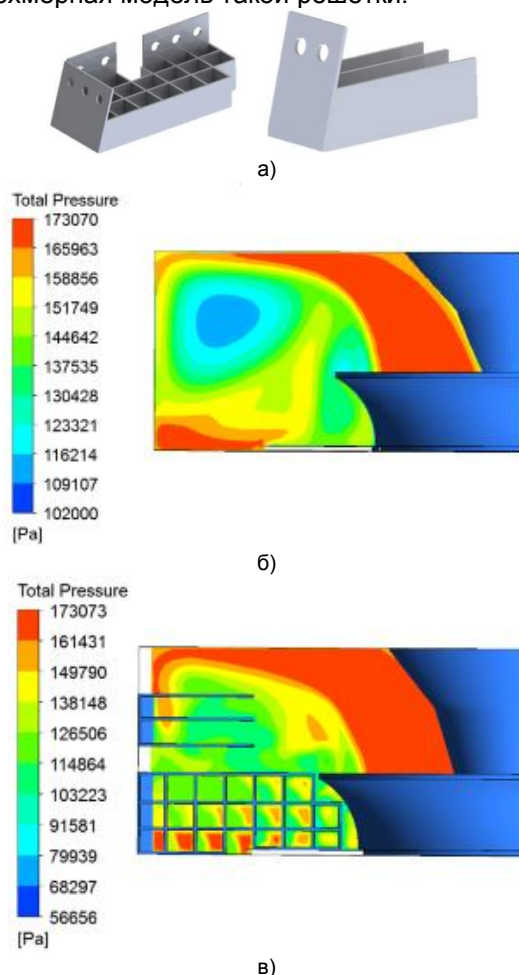 трехмерная модель такой решетки.
а)
Total Pressure
173070
165963
158856
151749
144642
137535
130428
123321
116214
109107
102000
[Pa]
б)
Total Pressure
173073
161431
149790
138148
126506
114864
103223
91581
79939
68297
56656
[Pa]
в)